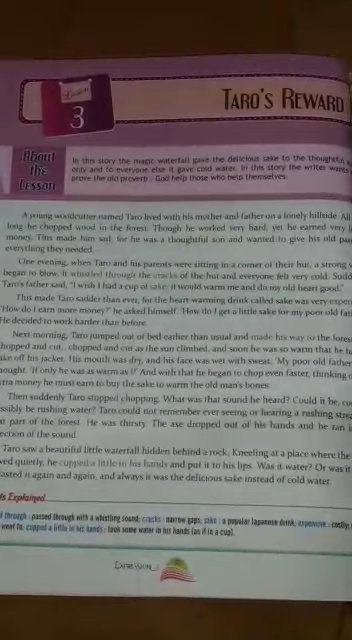 Lesson
3
TARO'S REWARD
About the Lesson
In this story the magic waterfall gave the delicious sake to the thoughtful
only and to everyone else it gave cold water. In this story the writer wants
prove the old proverb : God help those who help themselves.
A young woodcutter named Taro lived with his mother and father on a lonely hillside. All
long he chopped wood in the forest. Though he worked very hard, yet he earned very
money. This made him sad, for he was a thoughtful son and wanted to give his old
everything they needed.
One evening, when Taro and his parents were sitting in a corner of their hut, a strong
began to blow. It whistled through the cracks of the hut and everyone felt very cold.
Taro's father said, "I wish I had a cup of sake; it would warm me and do my old heart good."
This made Taro sadder than ever, for the heart-warming drink called sake was very
"How do I earn more money?" he asked himself. "How do I get a little sake for my poor old
He decided to work harder than before.
Next morning, Taro jumped out of bed earlier than usual and made his way to the
chopped and cut, chopped and cut as the sun climbed, and soon he was so warm that he
off his jacket. His mouth was dry, and his face was wet with sweat. "My poor old
"If only he was as warm as I!" And with that he began to chop even faster, thinking
money he must earn to buy the sake to warm the old man's bones.
Then suddenly Taro stopped chopping. What was that sound he heard? Could it be,
be rushing water? Taro could not remember ever seeing or hearing a rushing
part of the forest. He was thirsty. The axe dropped out of his hands and he ran
of the sound.
Taro saw a beautiful little waterfall hidden behind a rock. Kneeling at a place where the
quietly, he cupped a little in his hands and put it to his lips. Was it water? Or was it
it again and again, and always it was the delicious sake instead of cold water.
Explained
through : passed through with a whistling sound; cracks : narrow gaps; sake : a popular Japanese drink; expensive : costly;
cupped a little in his hands : took some water in his hands (as if in a cup).